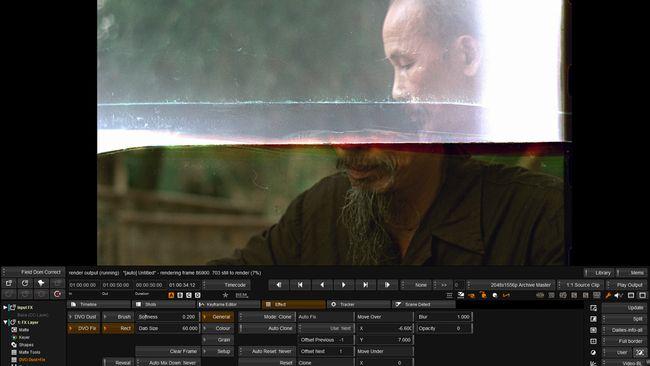 Field Dom Correct
render output (running) "[auto] Untitled" - rendering frame 86900. 703 still to render (7%)
Library
Mems
01:00:00:00
01:00:00:00
00:00:50:00
01:00:34:12
Timecode
None
>>
0
2048x1556p Archive Master
1:1 Source Clip
Play Output
Out
Duration
A B C D
Input FX
Timeline
Shots
Keyframe Editor
Effect
Tracker
Scene Detect
Update
DVO Dust
Brush
Softness 0.200
General
Mode: Clone
Auto Fix
Move Over
Blur 1.000
Split
1: FX Layer
DVO Fix
Rect
Dab Size 60.000
Colour
Auto Clone
Use Next
X -6.600
Opacity 0
Dailies-info-all
Matte
Grain
Offset Previous -1
Y 7.000
Full border
Keyer
Shapes
Clear Frame
Setup
Auto Reset: Never
Offset Next 1
Move Under
User
Matte Tools
DVO Dust+Fix
Reveal
Auto Mix Down: Never
Reset
Clone
X 0
Video-BL